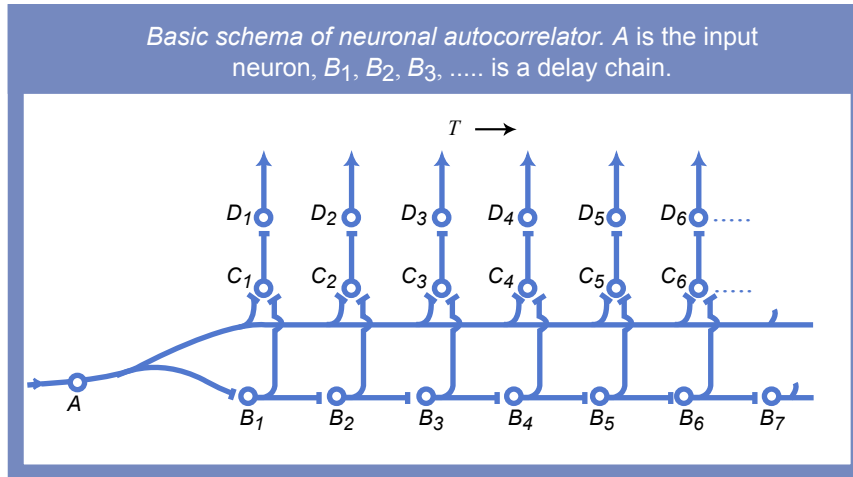 Basic schema of neuronal autocorrelator. A is the input
neuron, B1, B2, B3, ..... is a delay chain.
T
D1 D2 D3 D4 D5 D6 .....
C1 C2 C3 C4 C5 C6 .....
A
B1 B2 B3 B4 B5 B6 B7